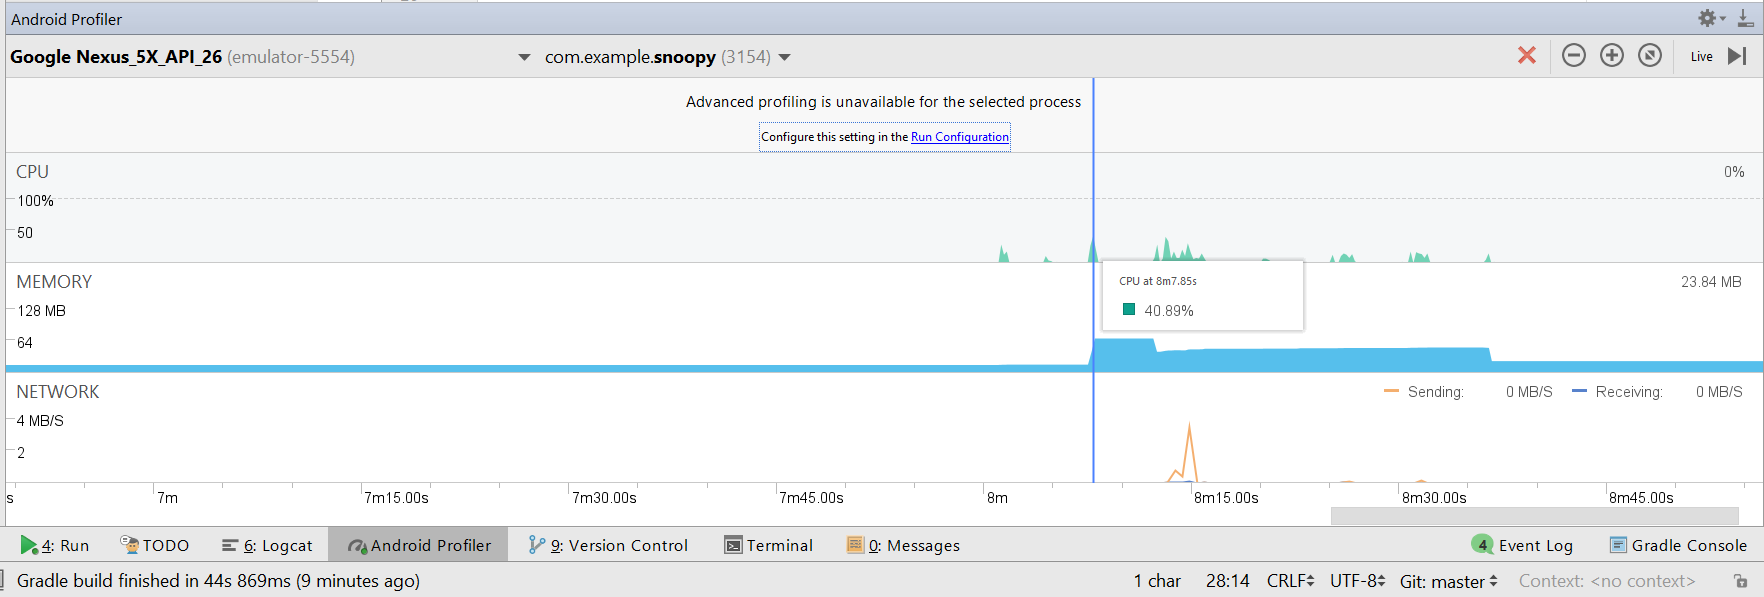 Android Profiler
Google Nexus_5X_API_26 (emulator-5554) com.example.snoopy (3154) Live
Advanced profiling is unavailable for the selected process
Configure this setting in the Run Configuration
CPU 0%
100%
50
CPU at 8m7.85s
40.89%
MEMORY 23.84 MB
128 MB
64
NETWORK Sending: 0 MB/S Receiving: 0 MB/S
4 MB/S
2
s 7m 7m15.00s 7m30.00s 7m45.00s 8m 8m15.00s 8m30.00s 8m45.00s
4: Run TODO 6: Logcat Android Profiler 9: Version Control Terminal 0: Messages 4 Event Log Gradle Console
Gradle build finished in 44s 869ms (9 minutes ago) 1 char 28:14 CRLF UTF-8 Git: master Context: <no context>